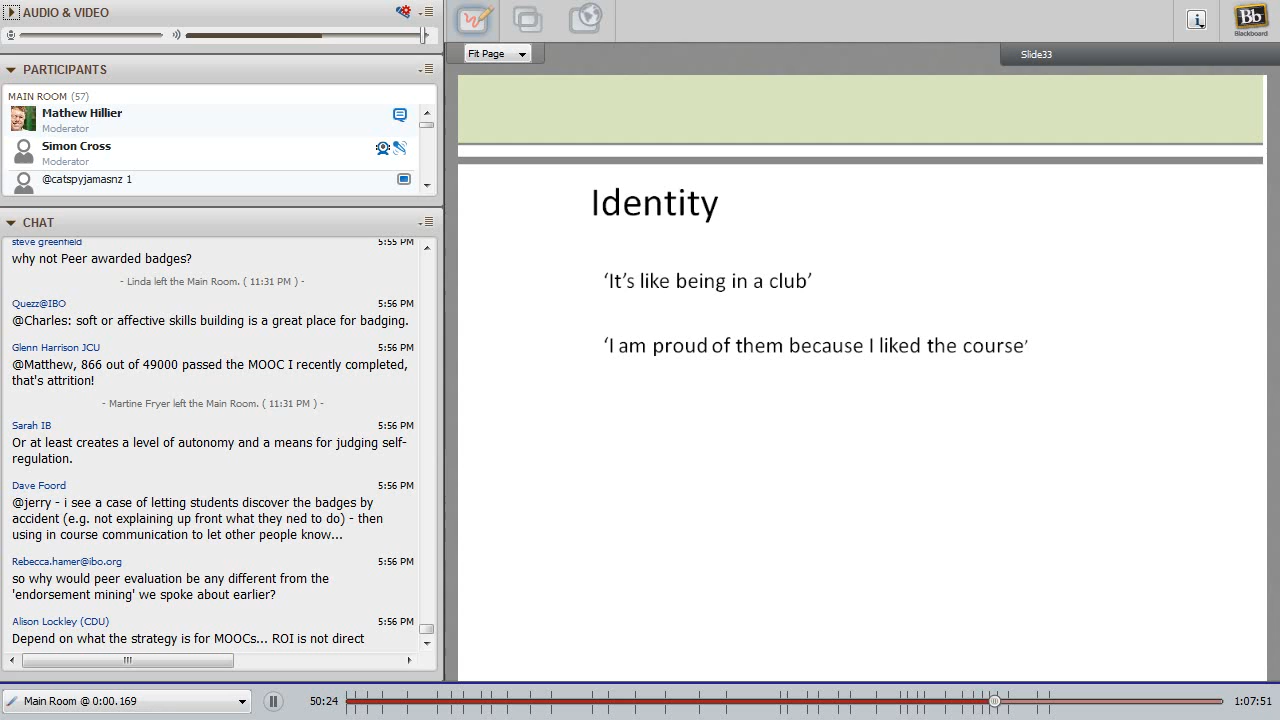 AUDIO & VIDEO
PARTICIPANTS
MAIN ROOM (57)
Mathew Hillier
Moderator
Simon Cross
Moderator
@catspyjamasnz 1
CHAT
steve greenfield 5:55 PM
why not Peer awarded badges?
- Linda left the Main Room. ( 11:31 PM ) -
Quezz@IBO 5:56 PM
@Charles: soft or affective skills building is a great place for badging.
Glenn Harrison JCU 5:56 PM
@Matthew, 866 out of 49000 passed the MOOC I recently completed,
that's attrition!
- Martine Fryer left the Main Room. ( 11:31 PM ) -
Sarah IB 5:56 PM
Or at least creates a level of autonomy and a means for judging self-
regulation.
Dave Foord 5:56 PM
@jerry - i see a case of letting students discover the badges by
accident (e.g. not explaining up front what they ned to do) - then
using in course communication to let other people know...
Rebecca.hamer@ibo.org 5:56 PM
so why would peer evaluation be any different from the
'endorsement mining' we spoke about earlier?
Alison Lockley (CDU) 5:56 PM
Depend on what the strategy is for MOOCs... ROI is not direct
Main Room @ 0:00.169
50:24
1:07:51
Fit Page
Slide33
Bb
Blackboard
Identity
‘It’s like being in a club’
‘I am proud of them because I liked the course’